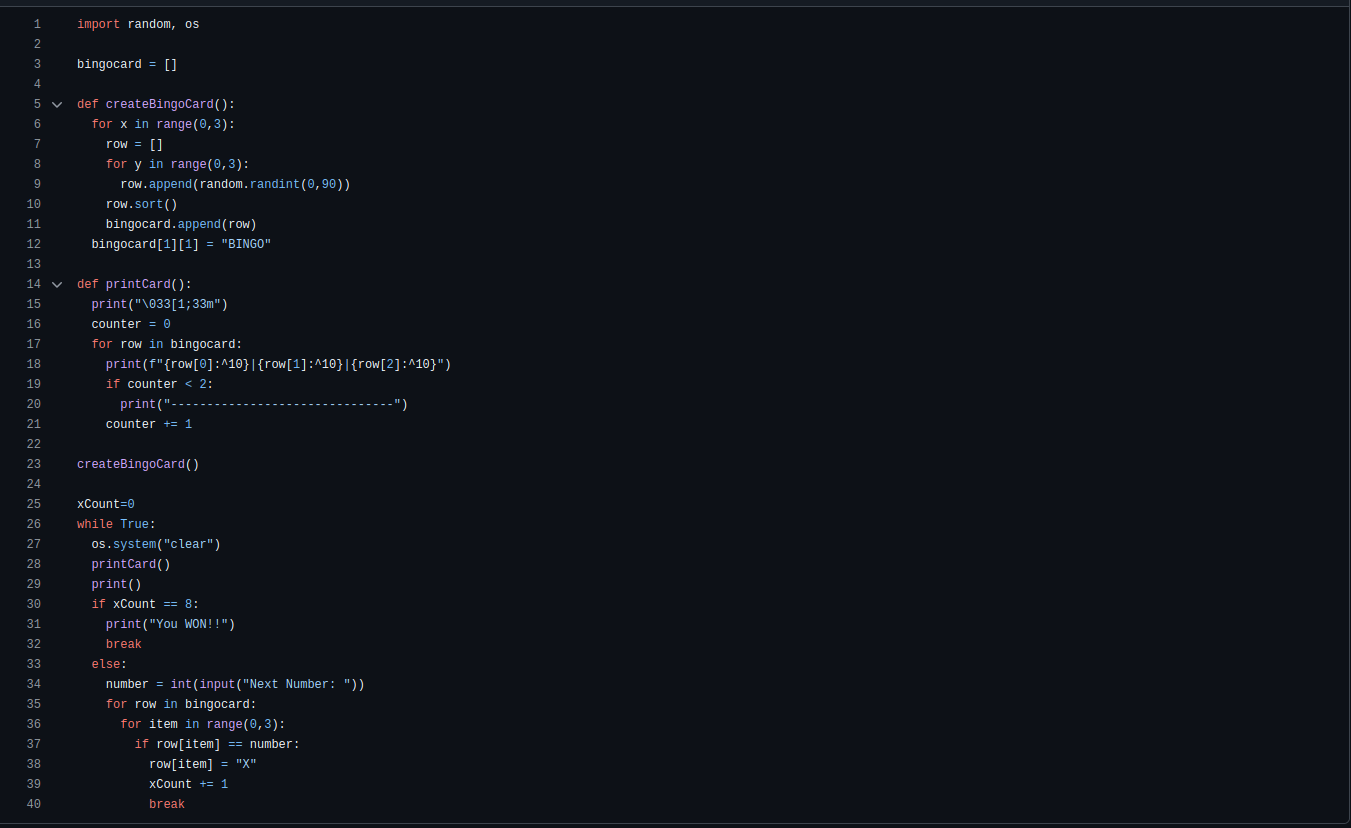 1 import random, os
2
3 bingocard = []
4
5 def createBingoCard():
6   for x in range(0,3):
7     row = []
8     for y in range(0,3):
9       row.append(random.randint(0,90))
10     row.sort()
11     bingocard.append(row)
12   bingocard[1][1] = "BINGO"
13
14 def printCard():
15   print("\033[1;33m")
16   counter = 0
17   for row in bingocard:
18     print(f"{row[0]:^10}|{row[1]:^10}|{row[2]:^10}")
19     if counter < 2:
20       print("-------------------------------")
21     counter += 1
22
23 createBingoCard()
24
25 xCount=0
26 while True:
27   os.system("clear")
28   printCard()
29   print()
30   if xCount == 8:
31     print("You WON!!")
32     break
33   else:
34     number = int(input("Next Number: "))
35     for row in bingocard:
36       for item in range(0,3):
37         if row[item] == number:
38           row[item] = "X"
39           xCount += 1
40           break